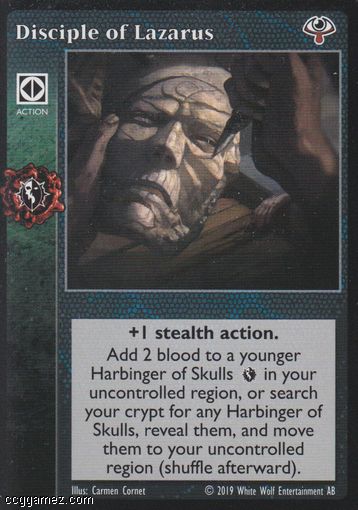 Disciple of Lazarus
ACTION
+1 stealth action.
Add 2 blood to a younger
Harbinger of Skulls in your
uncontrolled region, or search
your crypt for any Harbinger of
Skulls, reveal them, and move
them to your uncontrolled
region (shuffle afterward).
Illus: Carmen Cornet © 2019 White Wolf Entertainment AB
ccggamez.com